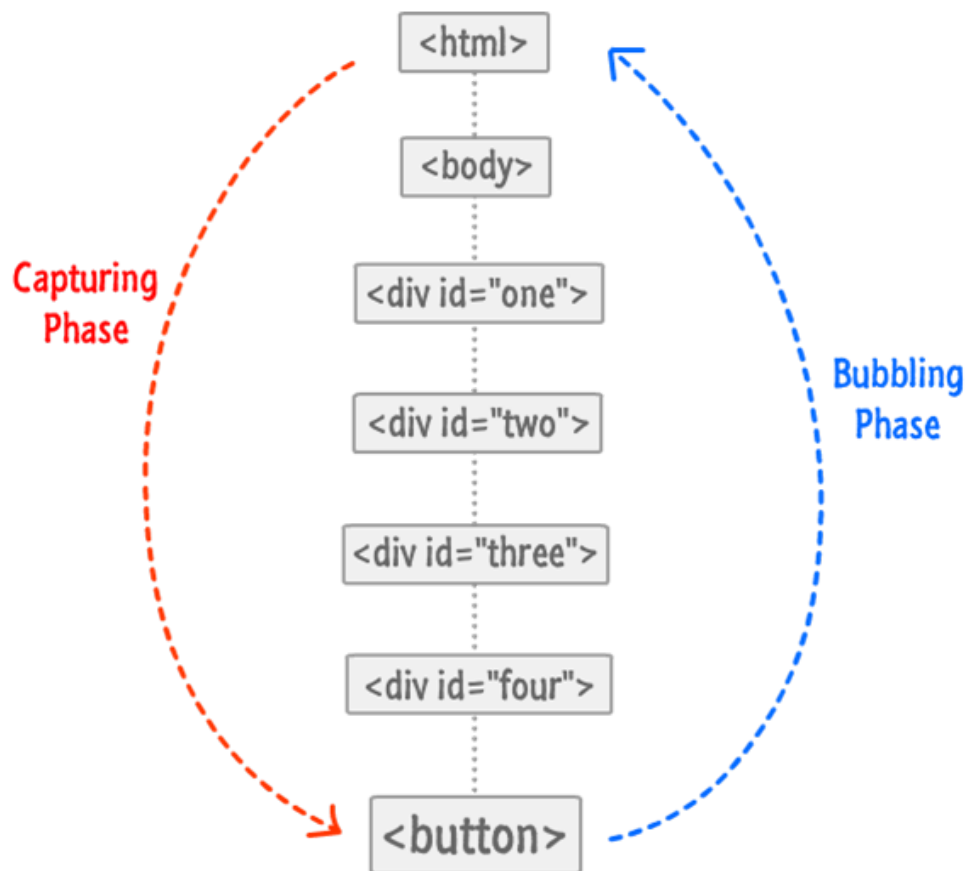 <html>
<body>
Capturing
Phase
<div id="one">
Bubbling
Phase
<div id="two">
<div id="three">
<div id="four">
<button>